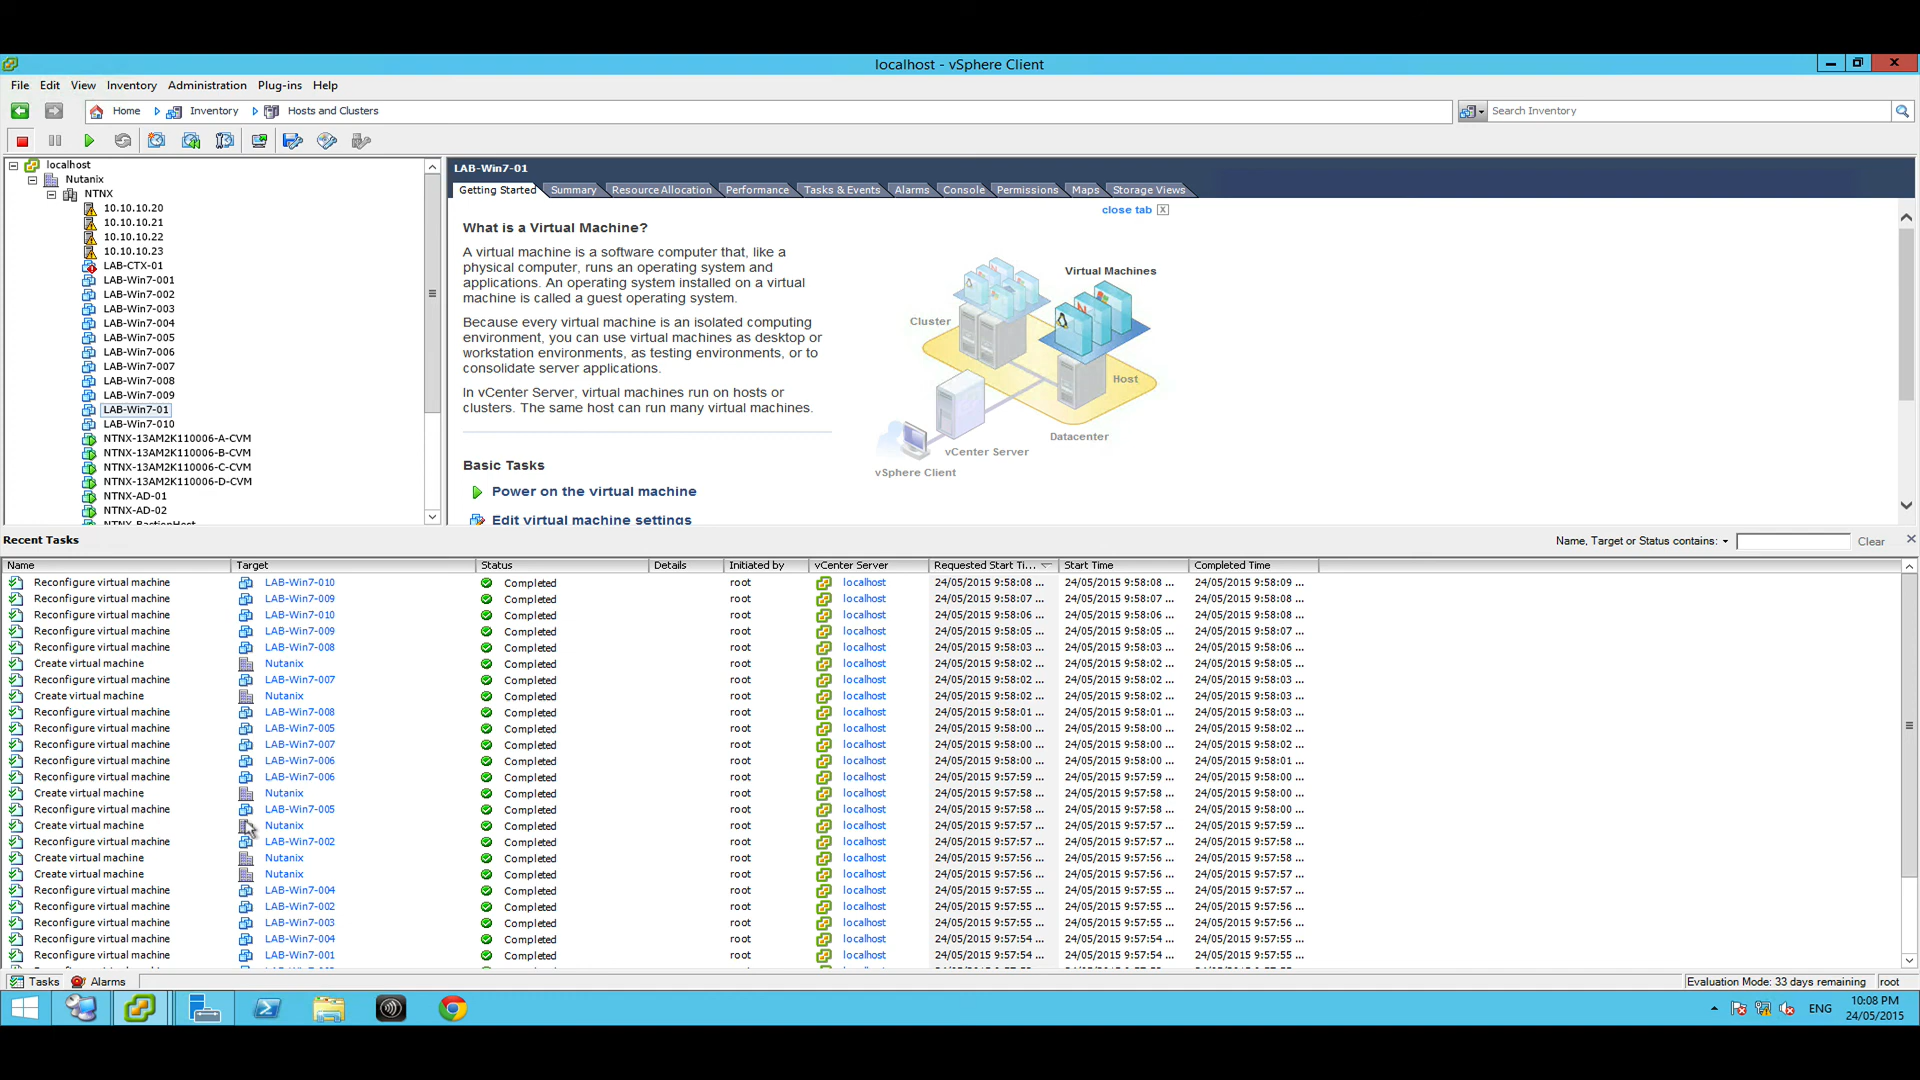 localhost - vSphere Client
File Edit View Inventory Administration Plug-ins Help
Home Inventory Hosts and Clusters
Search Inventory
localhost
Nutanix
NTNX
10.10.10.20
10.10.10.21
10.10.10.22
10.10.10.23
LAB-CTX-01
LAB-Win7-001
LAB-Win7-002
LAB-Win7-003
LAB-Win7-004
LAB-Win7-005
LAB-Win7-006
LAB-Win7-007
LAB-Win7-008
LAB-Win7-009
LAB-Win7-01
LAB-Win7-010
NTNX-13AM2K110006-A-CVM
NTNX-13AM2K110006-B-CVM
NTNX-13AM2K110006-C-CVM
NTNX-13AM2K110006-D-CVM
NTNX-AD-01
NTNX-AD-02
NTNX-BastionHost
LAB-Win7-01
Getting Started Summary Resource Allocation Performance Tasks & Events Alarms Console Permissions Maps Storage Views
close tab X
What is a Virtual Machine?
A virtual machine is a software computer that, like a
physical computer, runs an operating system and
applications. An operating system installed on a virtual
machine is called a guest operating system.
Because every virtual machine is an isolated computing
environment, you can use virtual machines as desktop or
workstation environments, as testing environments, or to
consolidate server applications.
In vCenter Server, virtual machines run on hosts or
clusters. The same host can run many virtual machines.
Basic Tasks
Power on the virtual machine
Edit virtual machine settings
Virtual Machines
Cluster
Host
Datacenter
vCenter Server
vSphere Client
Recent Tasks
Name, Target or Status contains: Clear
Name Target Status Details Initiated by vCenter Server Requested Start Ti... Start Time Completed Time
Reconfigure virtual machine LAB-Win7-010 Completed root localhost 24/05/2015 9:58:08 ... 24/05/2015 9:58:08 ... 24/05/2015 9:58:09 ...
Reconfigure virtual machine LAB-Win7-009 Completed root localhost 24/05/2015 9:58:07 ... 24/05/2015 9:58:07 ... 24/05/2015 9:58:08 ...
Reconfigure virtual machine LAB-Win7-010 Completed root localhost 24/05/2015 9:58:06 ... 24/05/2015 9:58:06 ... 24/05/2015 9:58:08 ...
Reconfigure virtual machine LAB-Win7-009 Completed root localhost 24/05/2015 9:58:05 ... 24/05/2015 9:58:05 ... 24/05/2015 9:58:07 ...
Reconfigure virtual machine LAB-Win7-008 Completed root localhost 24/05/2015 9:58:03 ... 24/05/2015 9:58:03 ... 24/05/2015 9:58:06 ...
Create virtual machine Nutanix Completed root localhost 24/05/2015 9:58:02 ... 24/05/2015 9:58:02 ... 24/05/2015 9:58:05 ...
Reconfigure virtual machine LAB-Win7-007 Completed root localhost 24/05/2015 9:58:02 ... 24/05/2015 9:58:02 ... 24/05/2015 9:58:03 ...
Create virtual machine Nutanix Completed root localhost 24/05/2015 9:58:02 ... 24/05/2015 9:58:02 ... 24/05/2015 9:58:03 ...
Reconfigure virtual machine LAB-Win7-008 Completed root localhost 24/05/2015 9:58:01 ... 24/05/2015 9:58:01 ... 24/05/2015 9:58:03 ...
Reconfigure virtual machine LAB-Win7-005 Completed root localhost 24/05/2015 9:58:00 ... 24/05/2015 9:58:00 ... 24/05/2015 9:58:02 ...
Reconfigure virtual machine LAB-Win7-007 Completed root localhost 24/05/2015 9:58:00 ... 24/05/2015 9:58:00 ... 24/05/2015 9:58:02 ...
Reconfigure virtual machine LAB-Win7-006 Completed root localhost 24/05/2015 9:58:00 ... 24/05/2015 9:58:00 ... 24/05/2015 9:58:01 ...
Reconfigure virtual machine LAB-Win7-006 Completed root localhost 24/05/2015 9:57:59 ... 24/05/2015 9:57:59 ... 24/05/2015 9:58:00 ...
Create virtual machine Nutanix Completed root localhost 24/05/2015 9:57:58 ... 24/05/2015 9:57:58 ... 24/05/2015 9:58:00 ...
Reconfigure virtual machine LAB-Win7-005 Completed root localhost 24/05/2015 9:57:58 ... 24/05/2015 9:57:58 ... 24/05/2015 9:58:00 ...
Create virtual machine Nutanix Completed root localhost 24/05/2015 9:57:57 ... 24/05/2015 9:57:57 ... 24/05/2015 9:57:59 ...
Reconfigure virtual machine LAB-Win7-002 Completed root localhost 24/05/2015 9:57:57 ... 24/05/2015 9:57:57 ... 24/05/2015 9:57:58 ...
Create virtual machine Nutanix Completed root localhost 24/05/2015 9:57:56 ... 24/05/2015 9:57:56 ... 24/05/2015 9:57:58 ...
Create virtual machine Nutanix Completed root localhost 24/05/2015 9:57:56 ... 24/05/2015 9:57:56 ... 24/05/2015 9:57:57 ...
Reconfigure virtual machine LAB-Win7-004 Completed root localhost 24/05/2015 9:57:55 ... 24/05/2015 9:57:55 ... 24/05/2015 9:57:57 ...
Reconfigure virtual machine LAB-Win7-002 Completed root localhost 24/05/2015 9:57:55 ... 24/05/2015 9:57:55 ... 24/05/2015 9:57:56 ...
Reconfigure virtual machine LAB-Win7-003 Completed root localhost 24/05/2015 9:57:55 ... 24/05/2015 9:57:55 ... 24/05/2015 9:57:56 ...
Reconfigure virtual machine LAB-Win7-004 Completed root localhost 24/05/2015 9:57:54 ... 24/05/2015 9:57:54 ... 24/05/2015 9:57:55 ...
Reconfigure virtual machine LAB-Win7-001 Completed root localhost 24/05/2015 9:57:54 ... 24/05/2015 9:57:54 ... 24/05/2015 9:57:55 ...
Tasks Alarms
Evaluation Mode: 33 days remaining root
ENG
10:08 PM
24/05/2015